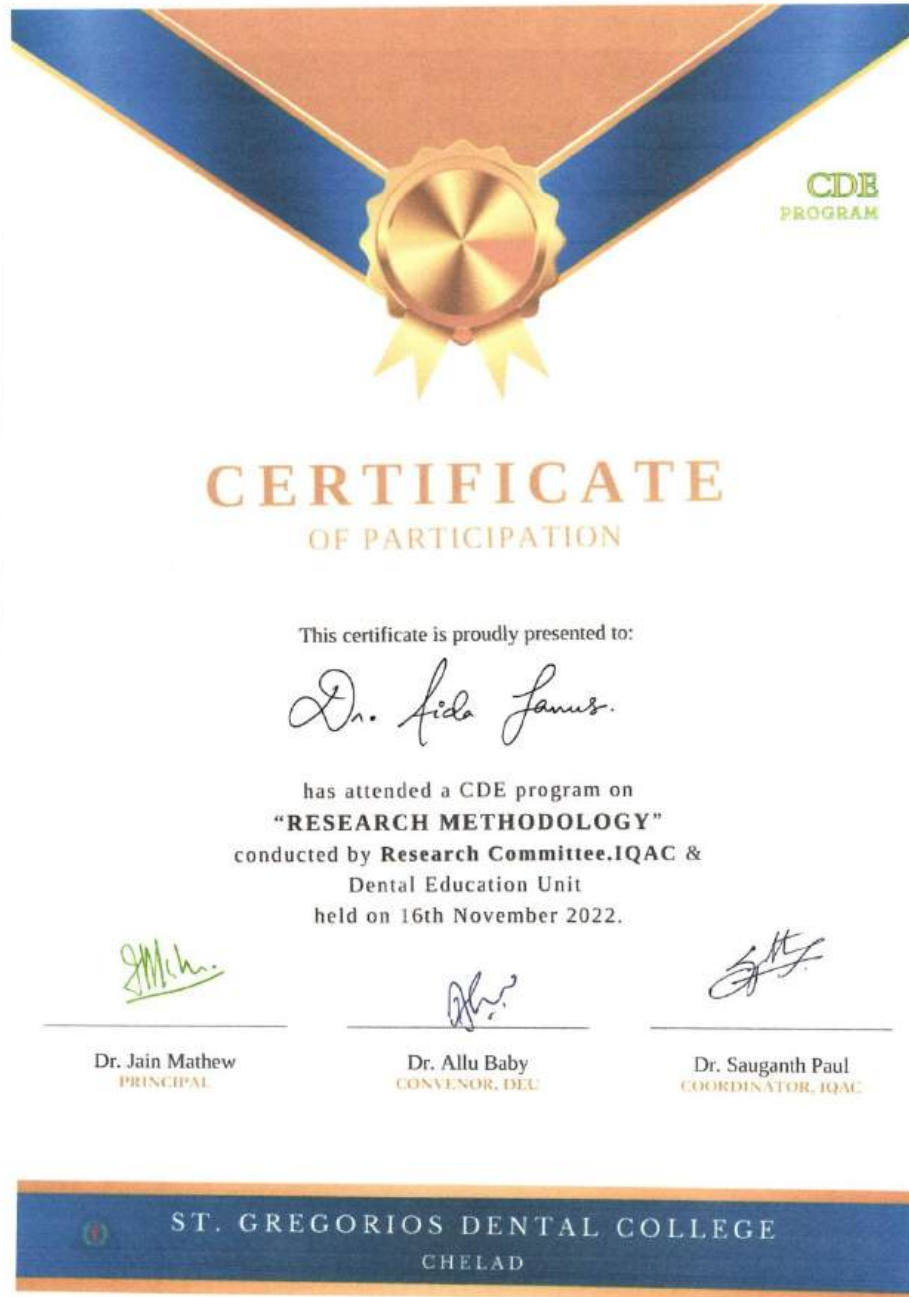 CDE
PROGRAM
CERTIFICATE
OF PARTICIPATION
This certificate is proudly presented to:
Dr. Aida
has attended a CDE program on
“RESEARCH METHODOLOGY”
conducted by Research Committee.IQAC &
Dental Education Unit
held on 16th November 2022.
Dr. Jain Mathew
PRINCIPAL
Dr. Allu Baby
CONVENOR, DEU
Dr. Sauganth Paul
COORDINATOR, IQAC
ST. GREGORIOS DENTAL COLLEGE
CHELAD